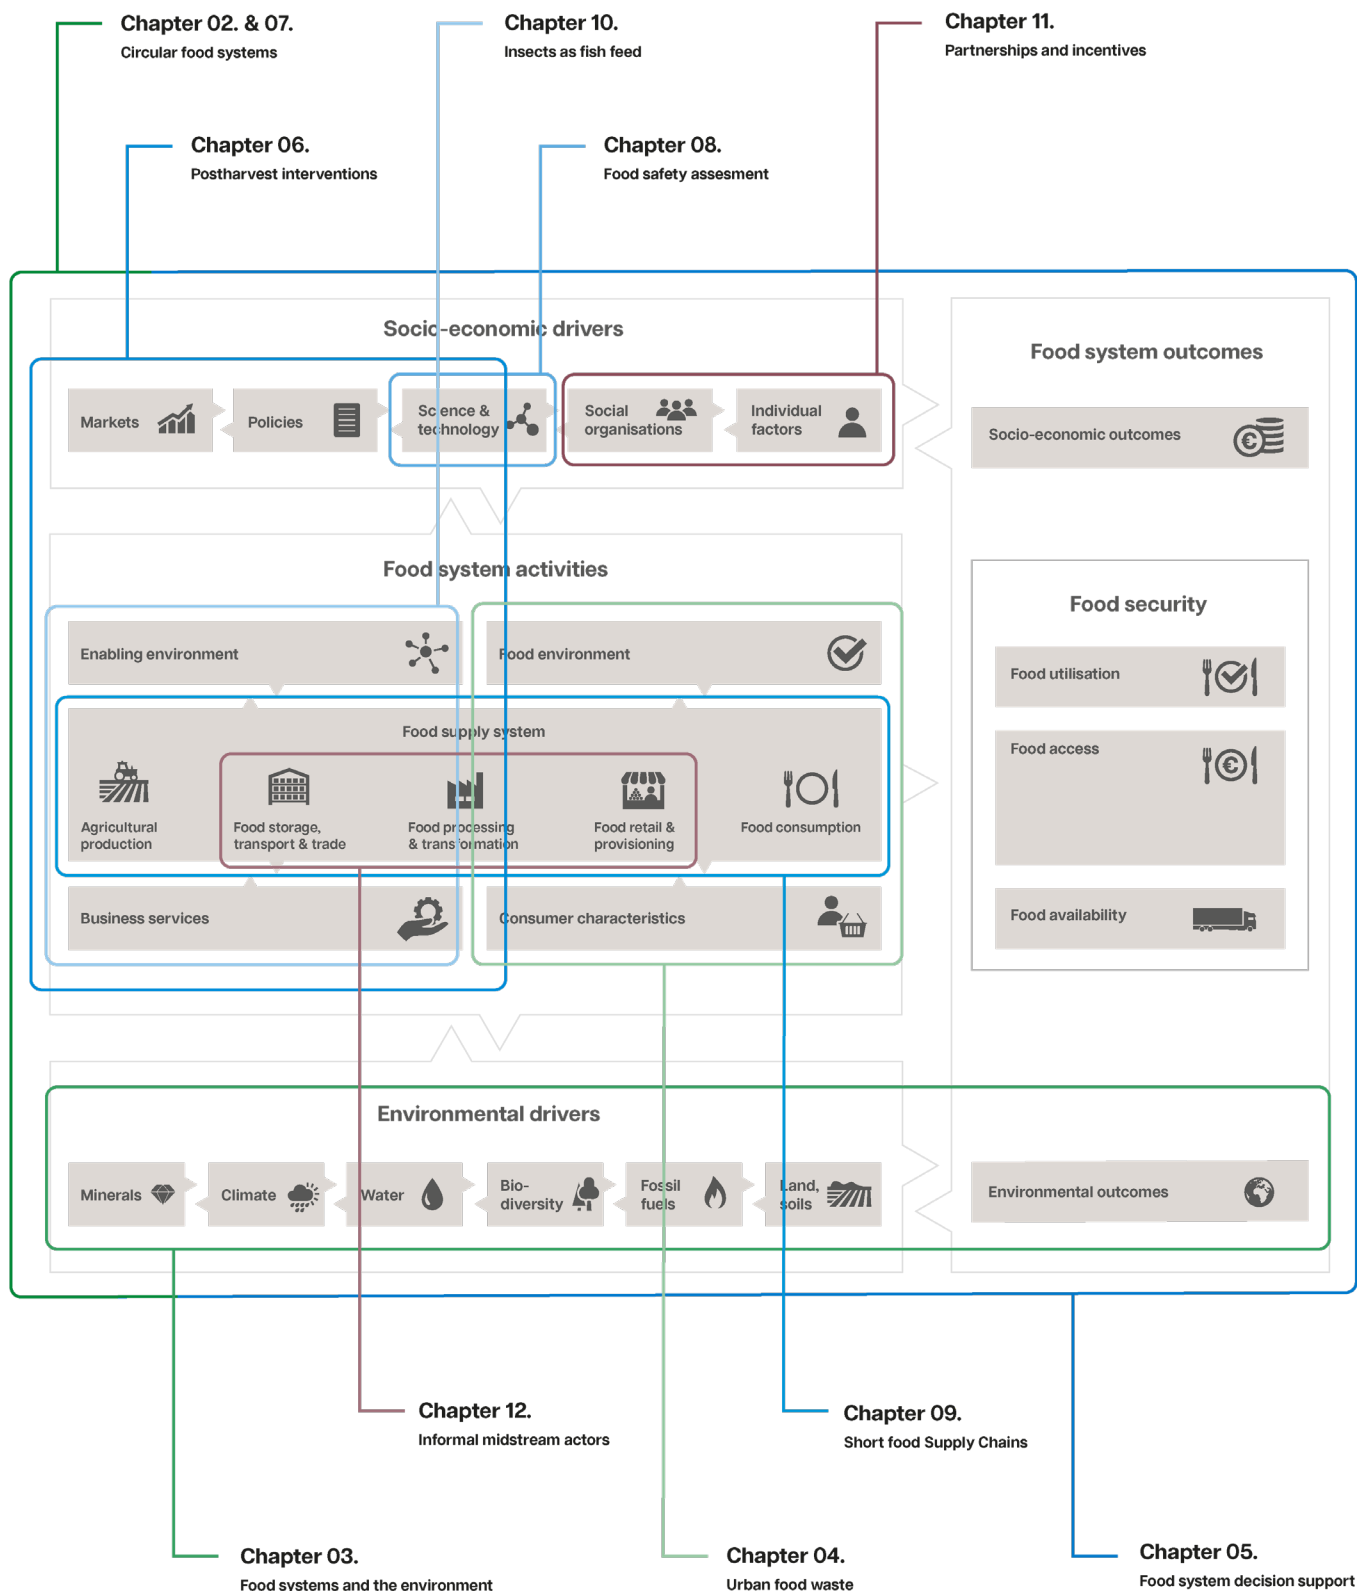 Chapter 02. & 07.
Circular food systems
Chapter 10.
Insects as fish feed
Chapter 11.
Partnerships and incentives
Chapter 06.
Postharvest interventions
Chapter 08.
Food safety assesment
Socio-economic drivers
Markets
Policies
Science &
technology
Social
organisations
Individual
factors
Food system outcomes
Socio-economic outcomes
Food system activities
Enabling environment
Food environment
Food supply system
Agricultural
production
Food storage,
transport & trade
Food processing
& transformation
Food retail &
provisioning
Food consumption
Business services
Consumer characteristics
Food security
Food utilisation
Food access
Food availability
Environmental drivers
Minerals
Climate
Water
Bio-
diversity
Fossil
fuels
Land,
soils
Environmental outcomes
Chapter 12.
Informal midstream actors
Chapter 09.
Short food Supply Chains
Chapter 03.
Food systems and the environment
Chapter 04.
Urban food waste
Chapter 05.
Food system decision support